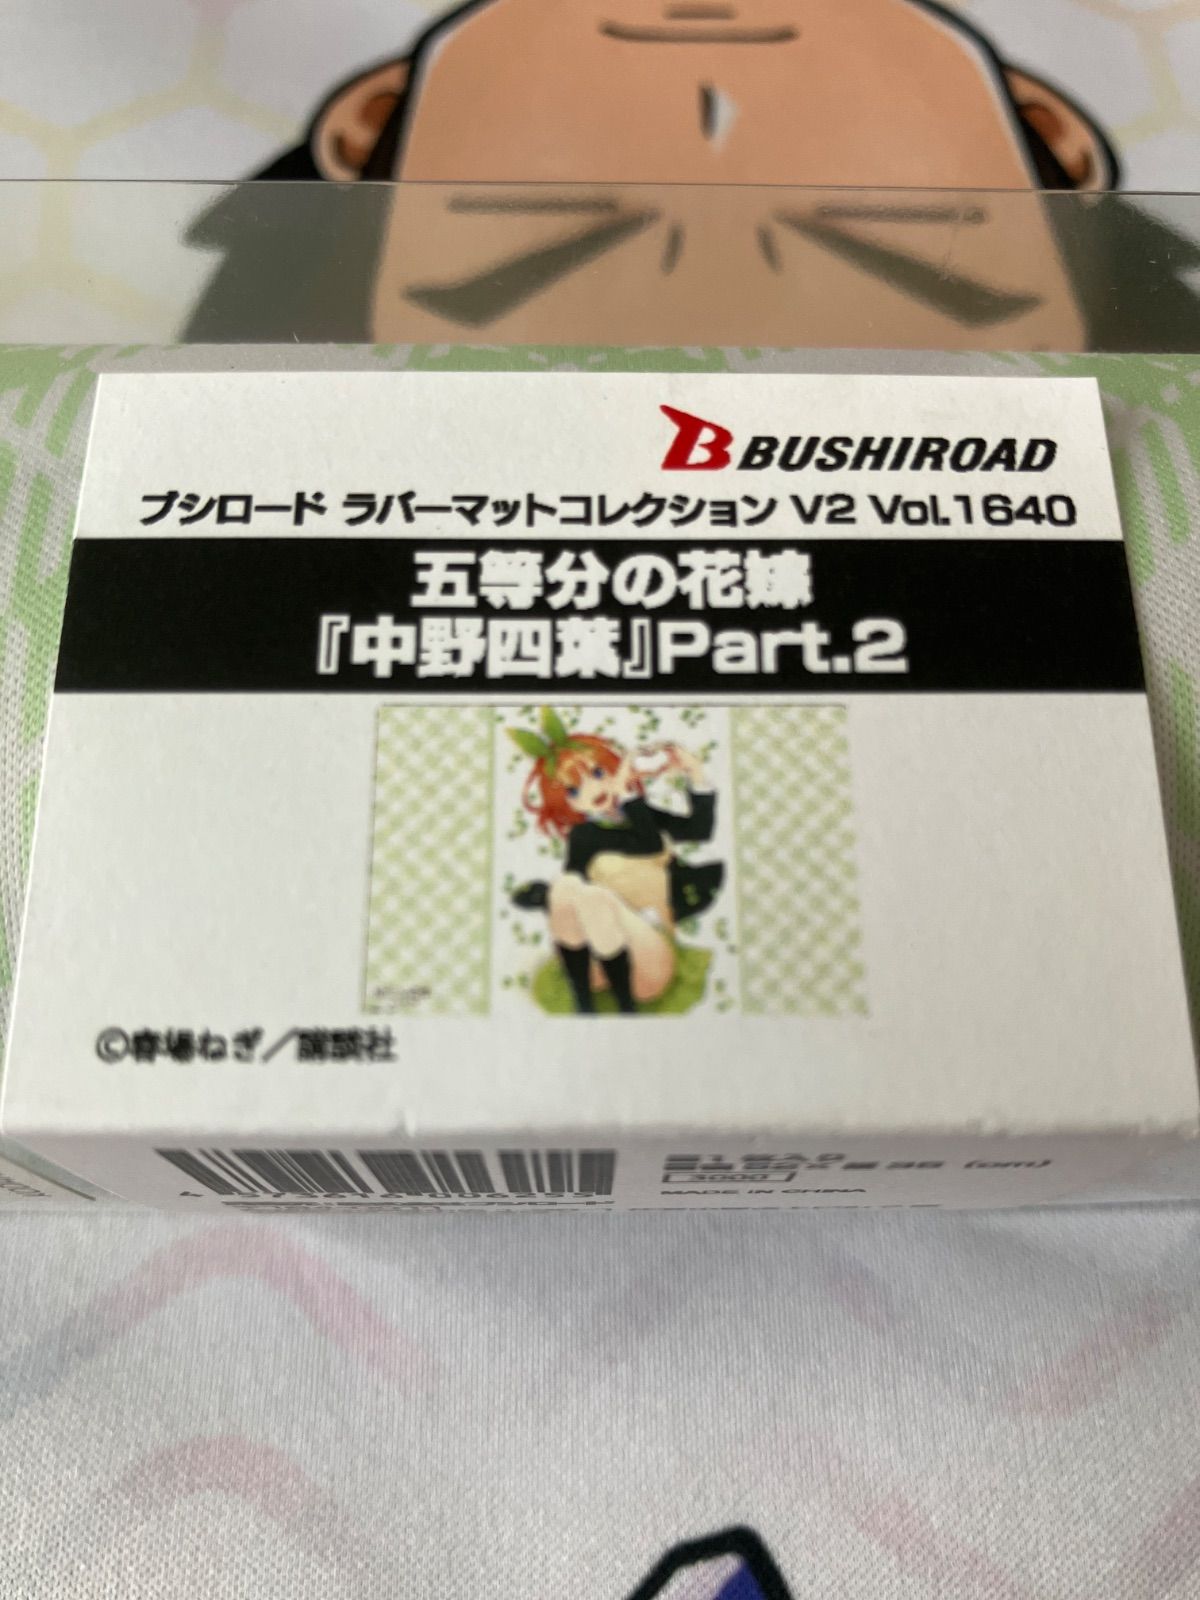 BUSHIROAD
ブシロード ラバーマットコレクション V2 Vol.1640
五等分の花嫁
『中野四葉』Part.2
©春場ねぎ／講談社
3000
MADE IN CHINA